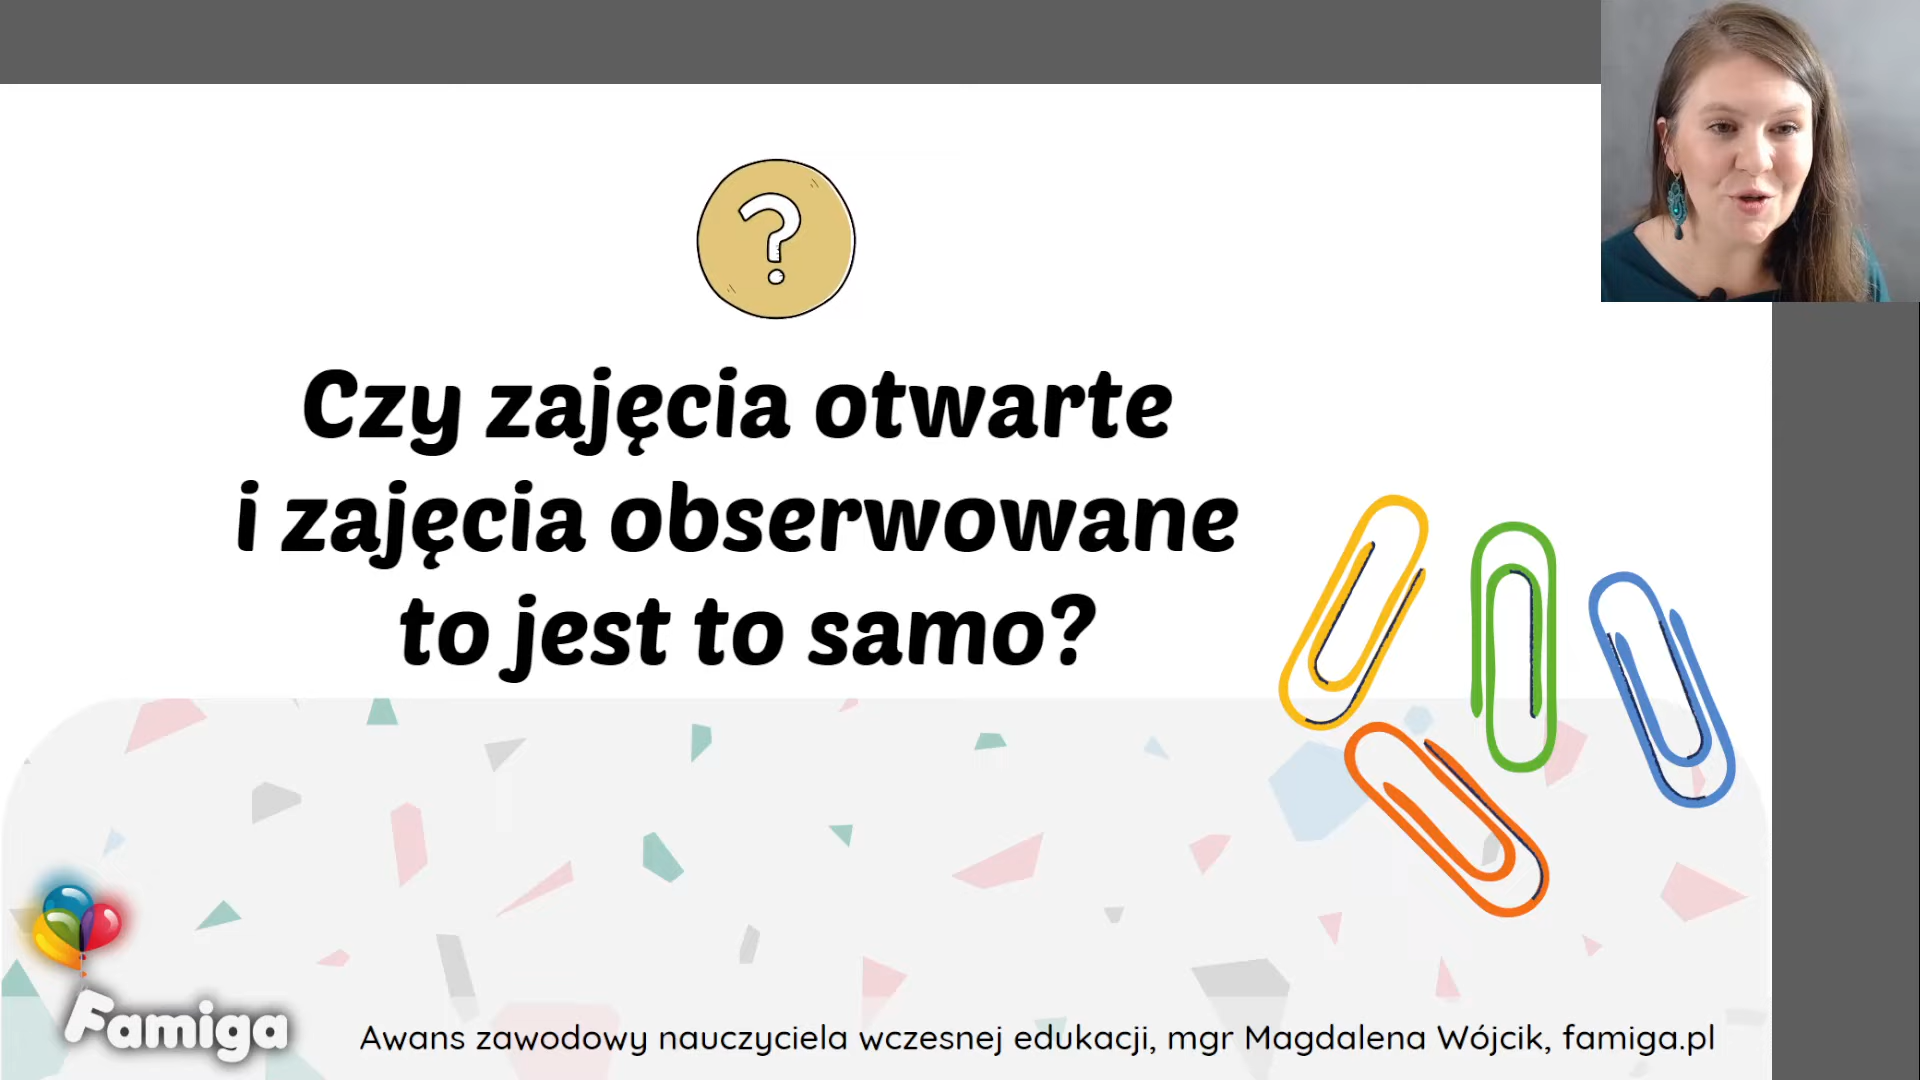 ?
Czy zajęcia otwarte
i zajęcia obserwowane
to jest to samo?
Famiga
Awans zawodowy nauczyciela wczesnej edukacji, mgr Magdalena Wójcik, famiga.pl